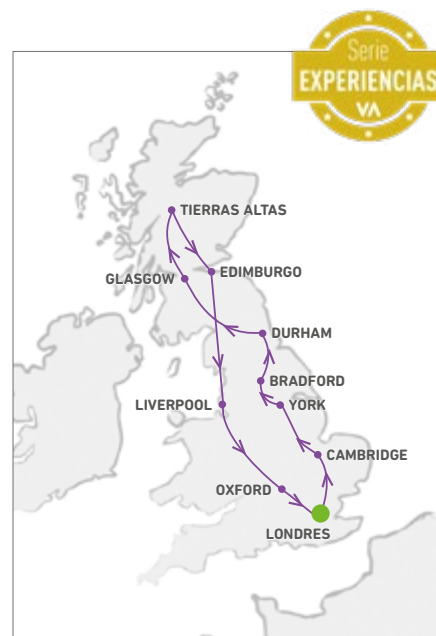 Serie
EXPERIENCIAS
VA
TIERRAS ALTAS
EDIMBURGO
GLASGOW
DURHAM
BRADFORD
LIVERPOOL
YORK
CAMBRIDGE
OXFORD
LONDRES